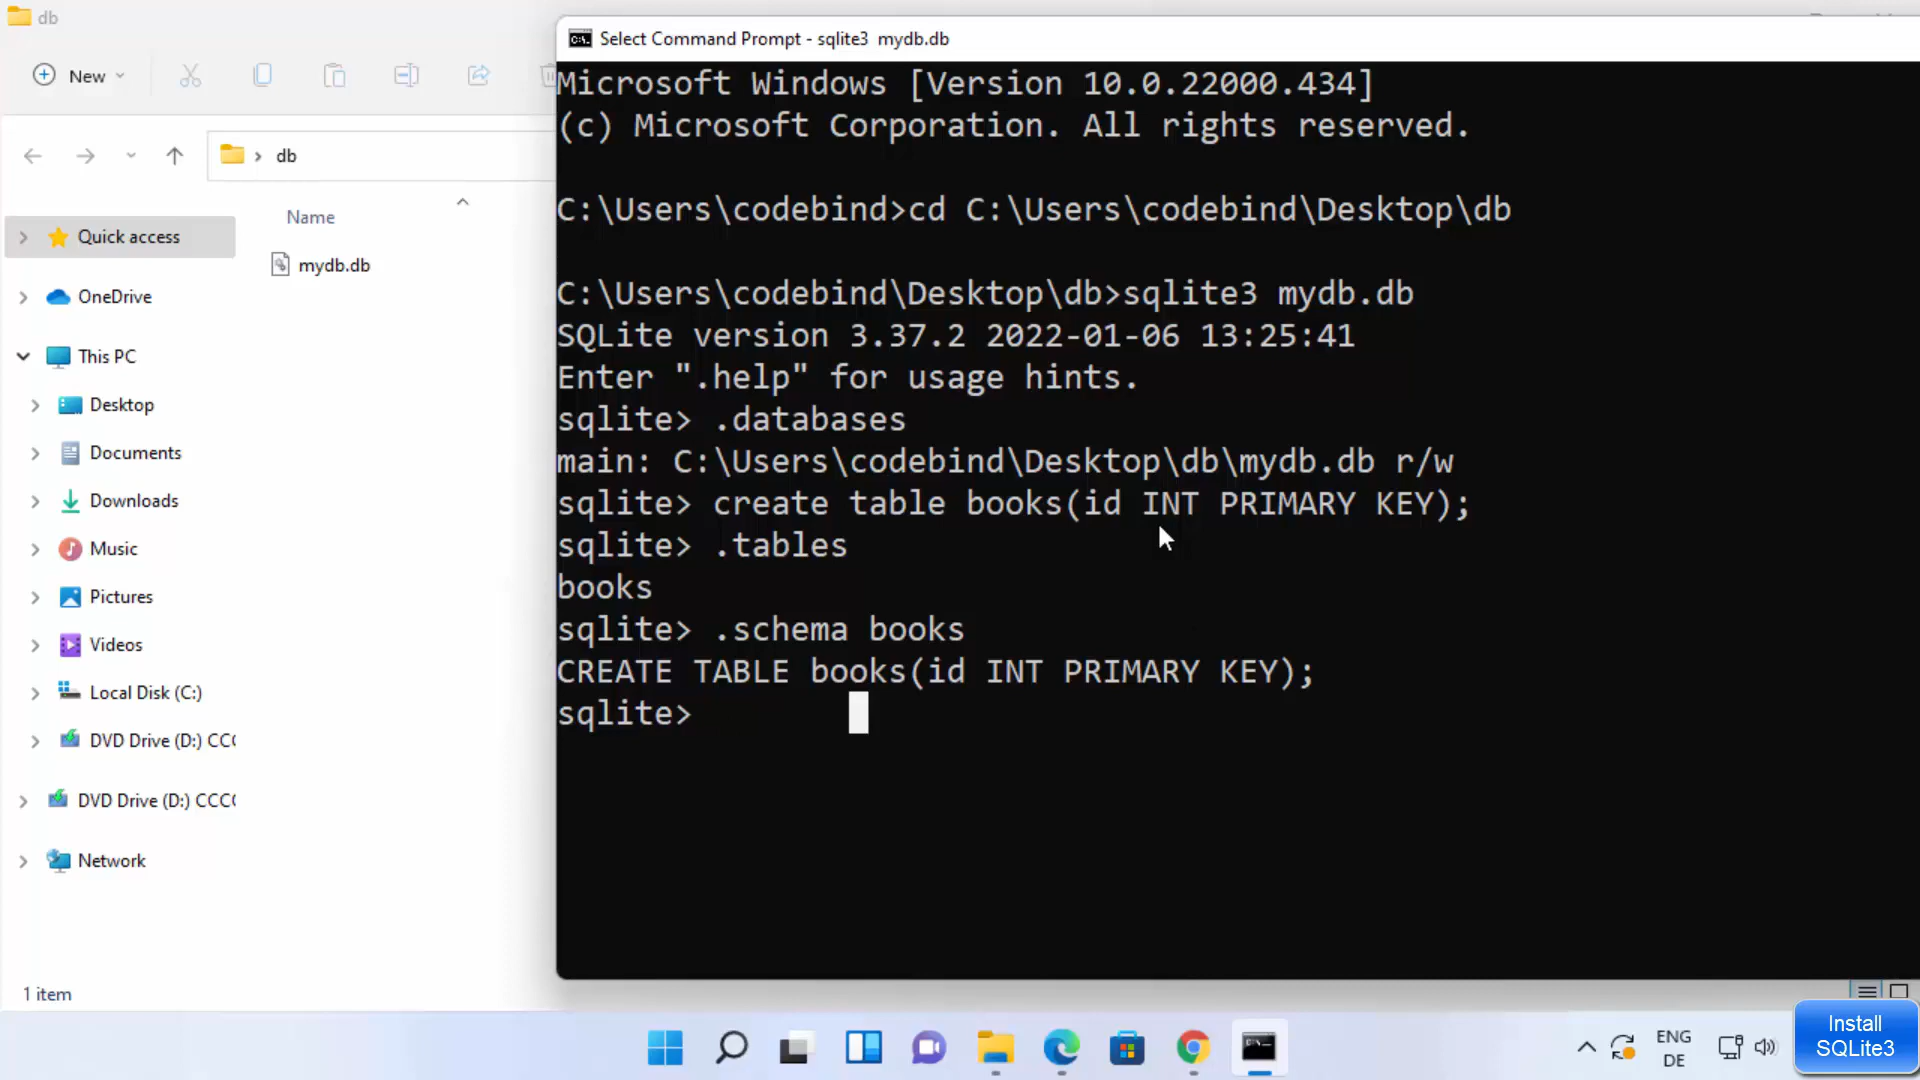 db
New
db
Name
Quick access
mydb.db
OneDrive
This PC
Desktop
Documents
Downloads
Music
Pictures
Videos
Local Disk (C:)
DVD Drive (D:) CCC
DVD Drive (D:) CCC
Network
1 item
Select Command Prompt - sqlite3  mydb.db
Microsoft Windows [Version 10.0.22000.434]
(c) Microsoft Corporation. All rights reserved.
C:\Users\codebind>cd C:\Users\codebind\Desktop\db
C:\Users\codebind\Desktop\db>sqlite3 mydb.db
SQLite version 3.37.2 2022-01-06 13:25:41
Enter ".help" for usage hints.
sqlite> .databases
main: C:\Users\codebind\Desktop\db\mydb.db r/w
sqlite> create table books(id INT PRIMARY KEY);
sqlite> .tables
books
sqlite> .schema books
CREATE TABLE books(id INT PRIMARY KEY);
sqlite>
ENG
DE
Install
SQLite3